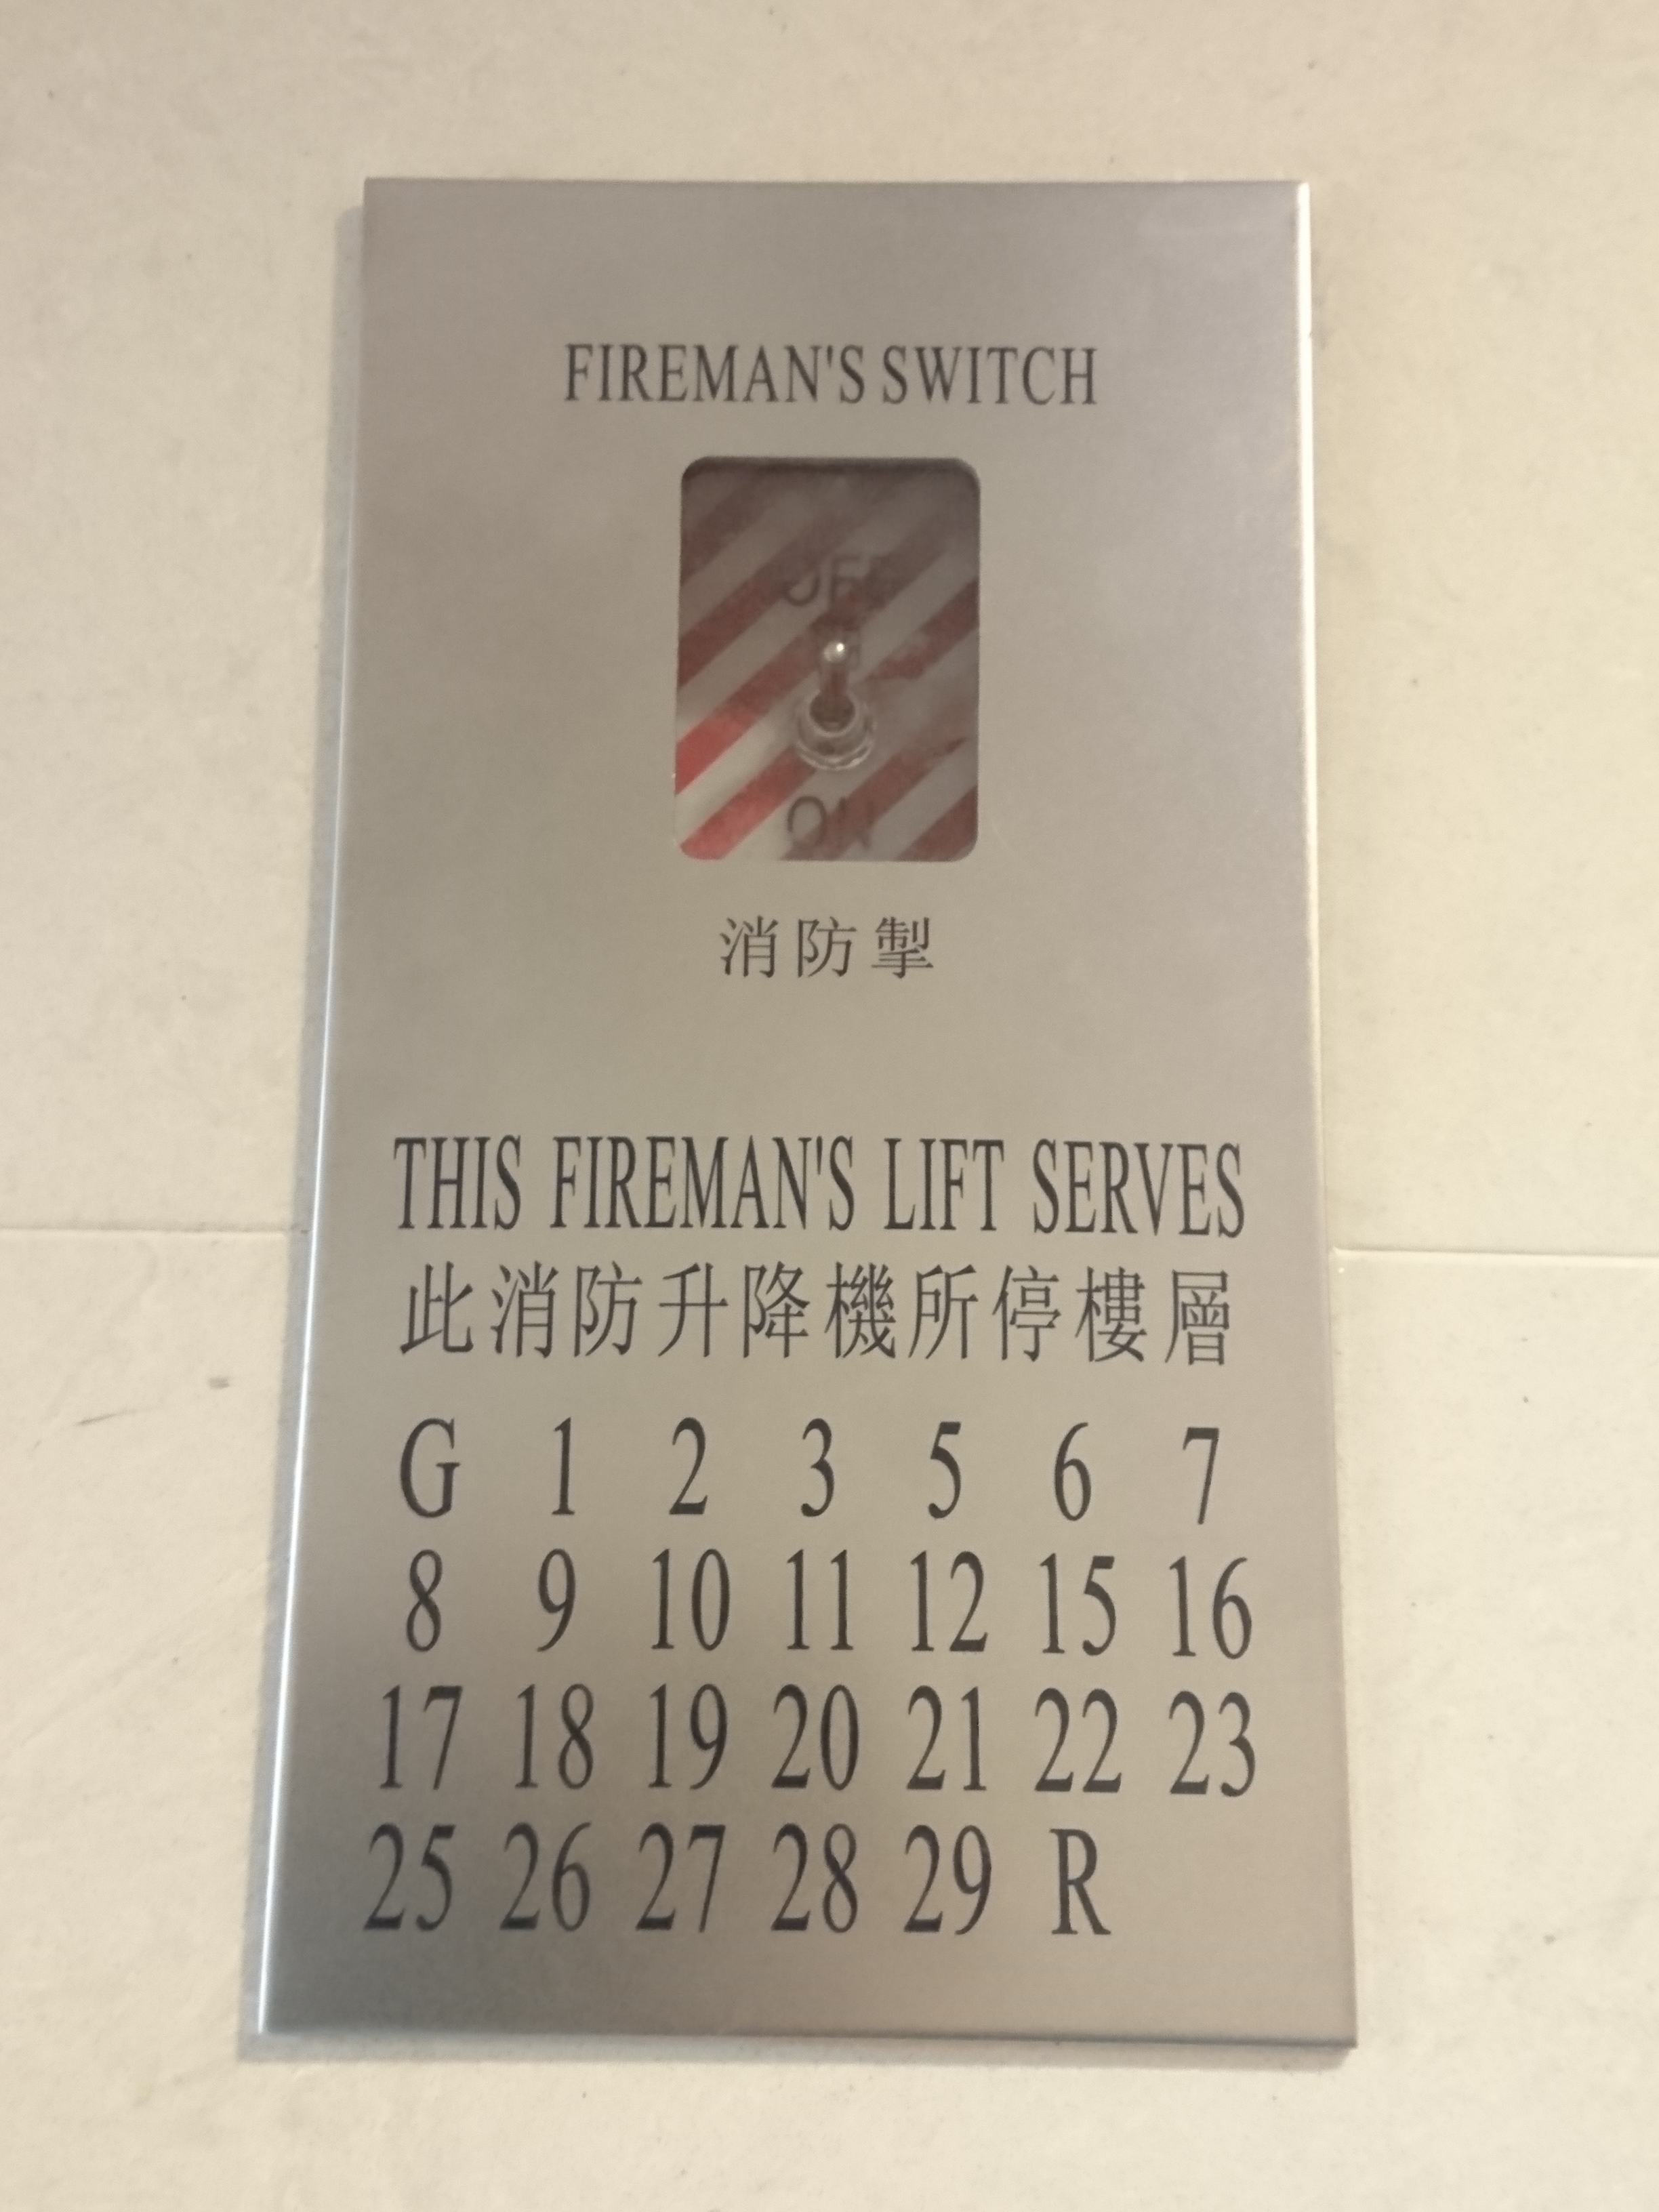 FIREMAN'S SWITCH
OFF
ON
消防掣
THIS FIREMAN'S LIFT SERVES
此消防升降機所停樓層
G 1 2 3 5 6 7
8 9 10 11 12 15 16
17 18 19 20 21 22 23
25 26 27 28 29 R